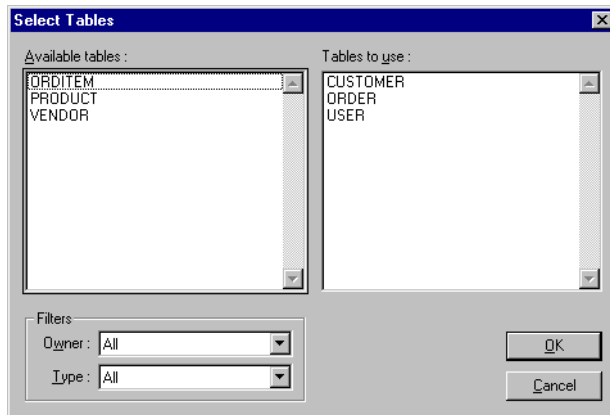 Select Tables
Available tables :
ORDITEM
PRODUCT
VENDOR
Tables to use :
CUSTOMER
ORDER
USER
Filters
Owner : All
Type : All
OK
Cancel